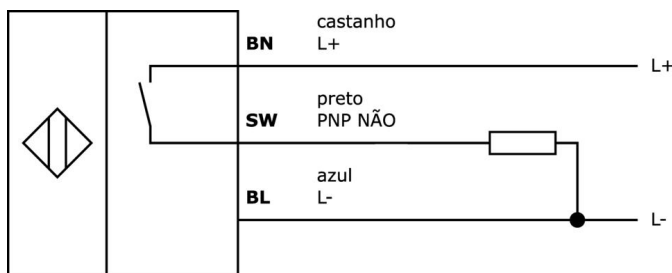 castanho
BN L+
L+
preto
SW PNP NÃO
azul
BL L-
L-